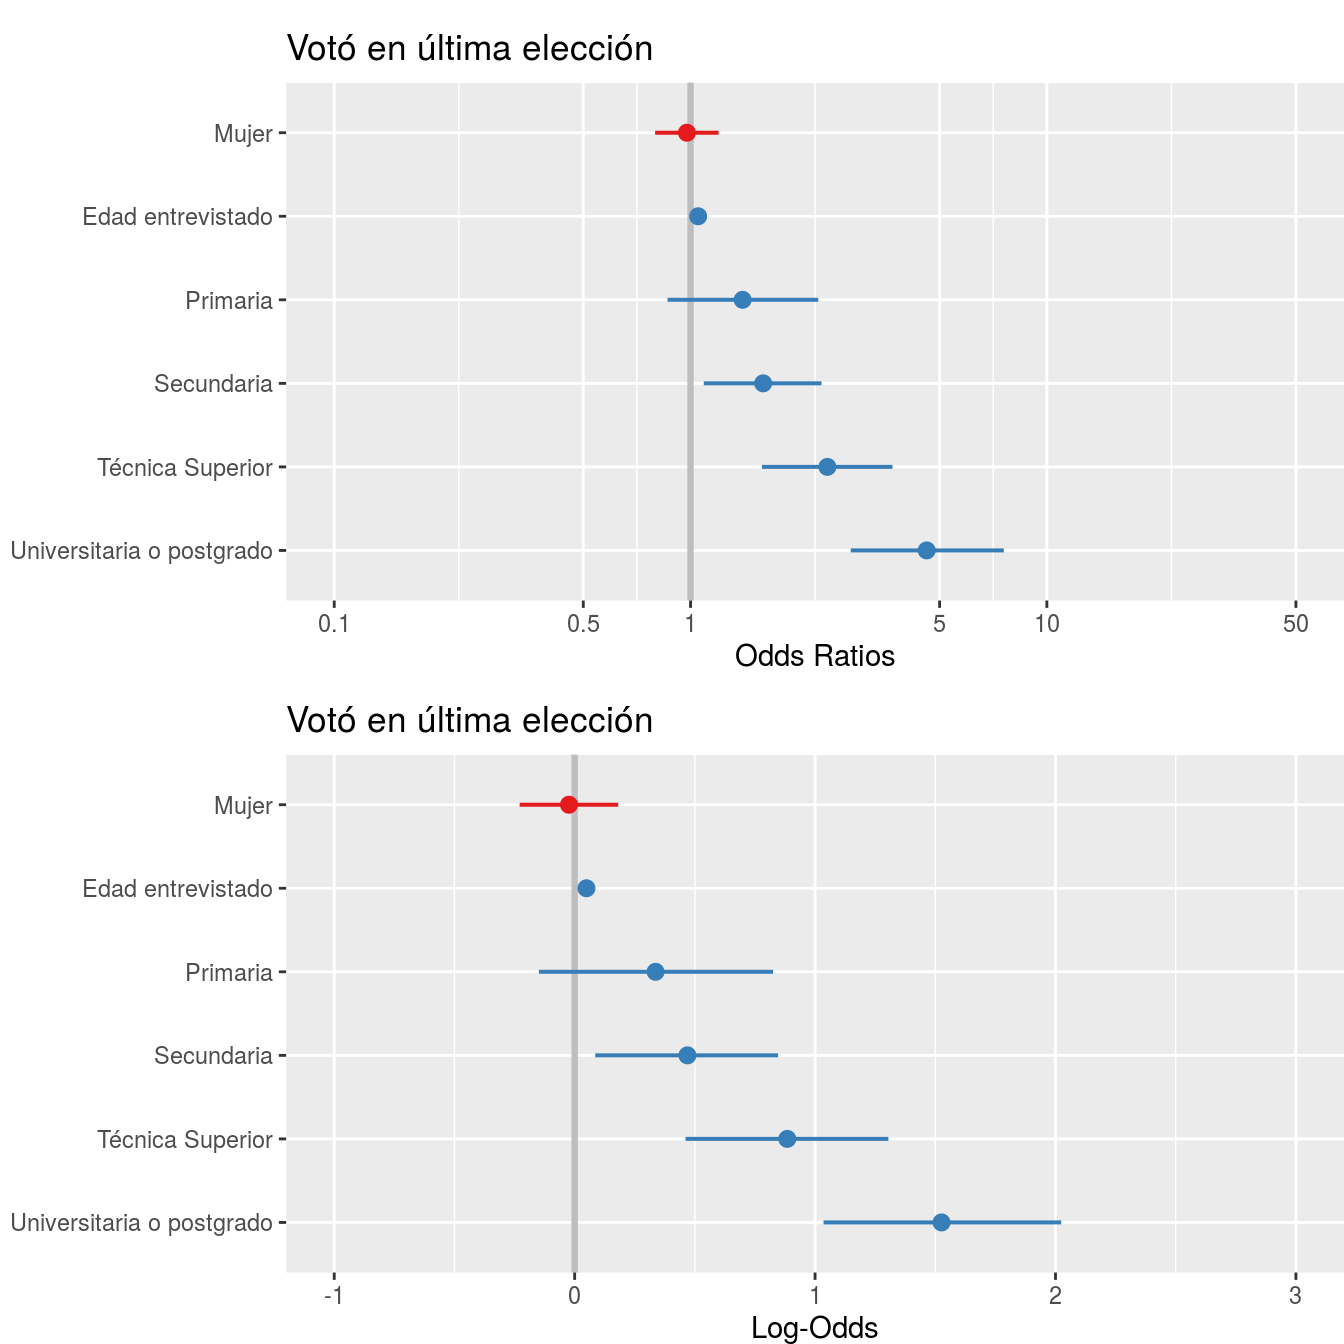 Votó en última elección
Mujer
Edad entrevistado
Primaria
Secundaria
Técnica Superior
Universitaria o postgrado
0.1 0.5 1 5 10 50
Odds Ratios
Votó en última elección
Mujer
Edad entrevistado
Primaria
Secundaria
Técnica Superior
Universitaria o postgrado
-1 0 1 2 3
Log-Odds